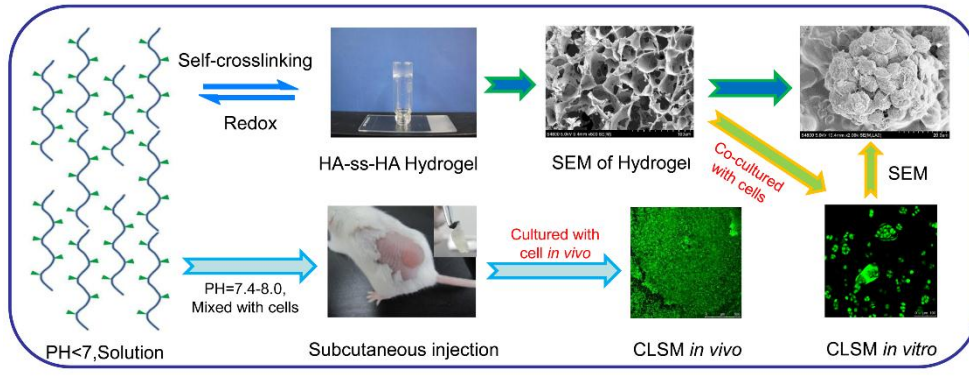 Self-crosslinking
Redox
HA-ss-HA Hydrogel
SEM of Hydrogel
Co-cultured
with cells
SEM
PH=7.4-8.0,
Mixed with cells
Cultured with
cell in vivo
PH<7,Solution
Subcutaneous injection
CLSM in vivo
CLSM in vitro